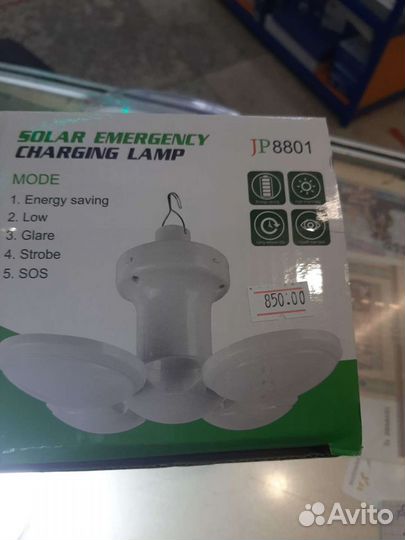 SOLAR EMERGENCY
CHARGING LAMP
JP8801
MODE
1. Energy saving
2. Low
3. Glare
4. Strobe
5. SOS
850:00
Avito